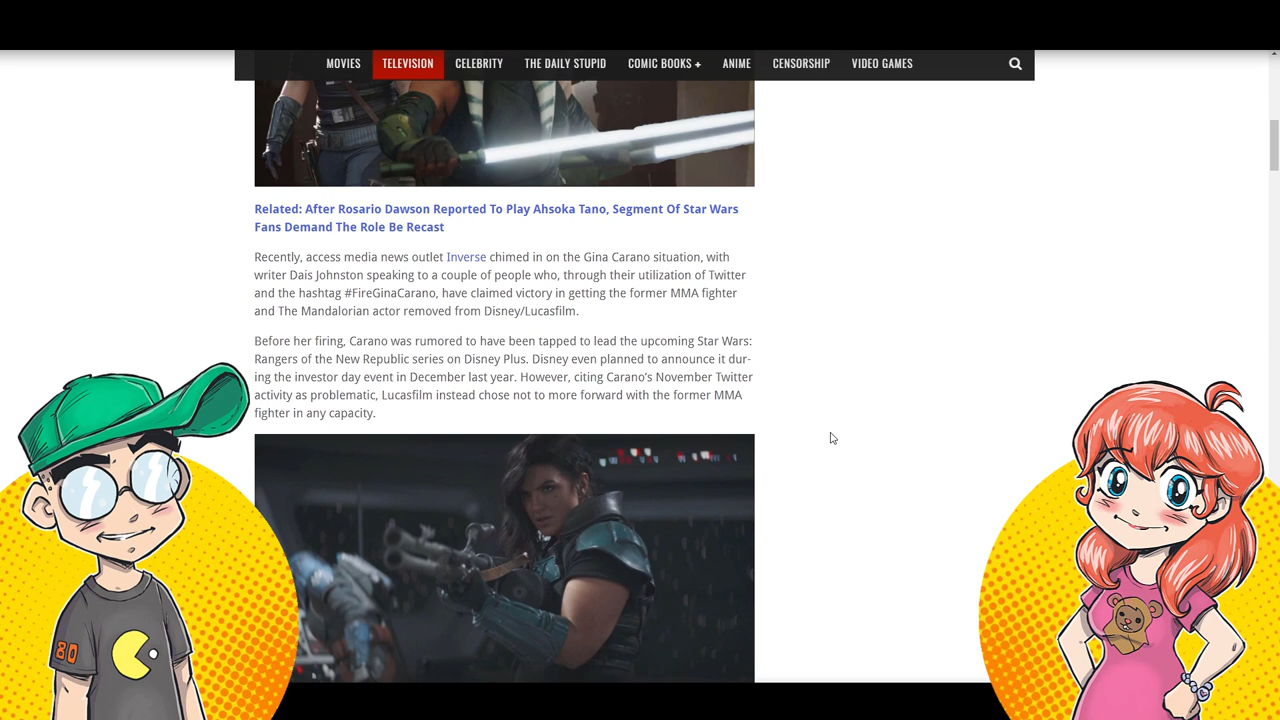 MOVIES TELEVISION CELEBRITY THE DAILY STUPID COMIC BOOKS + ANIME CENSORSHIP VIDEO GAMES
Related: After Rosario Dawson Reported To Play Ahsoka Tano, Segment Of Star Wars
Fans Demand The Role Be Recast
Recently, access media news outlet Inverse chimed in on the Gina Carano situation, with
writer Dais Johnston speaking to a couple of people who, through their utilization of Twitter
and the hashtag #FireGinaCarano, have claimed victory in getting the former MMA fighter
and The Mandalorian actor removed from Disney/Lucasfilm.
Before her firing, Carano was rumored to have been tapped to lead the upcoming Star Wars:
Rangers of the New Republic series on Disney Plus. Disney even planned to announce it dur-
ing the investor day event in December last year. However, citing Carano’s November Twitter
activity as problematic, Lucasfilm instead chose not to more forward with the former MMA
fighter in any capacity.
80